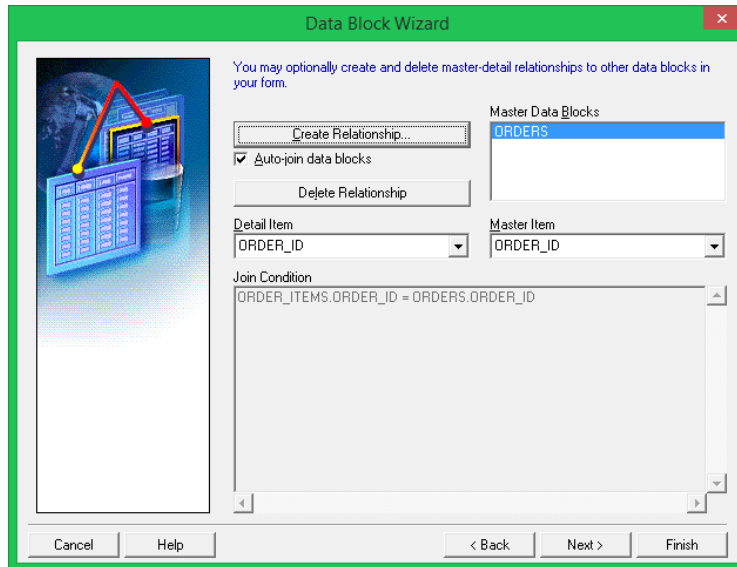 Data Block Wizard
You may optionally create and delete master-detail relationships to other data blocks in
your form.
Create Relationship...
Auto-join data blocks
Delete Relationship
Master Data Blocks
ORDERS
Detail Item
ORDER_ID
Master Item
ORDER_ID
Join Condition
ORDER_ITEMS.ORDER_ID = ORDERS.ORDER_ID
Cancel
Help
< Back
Next >
Finish